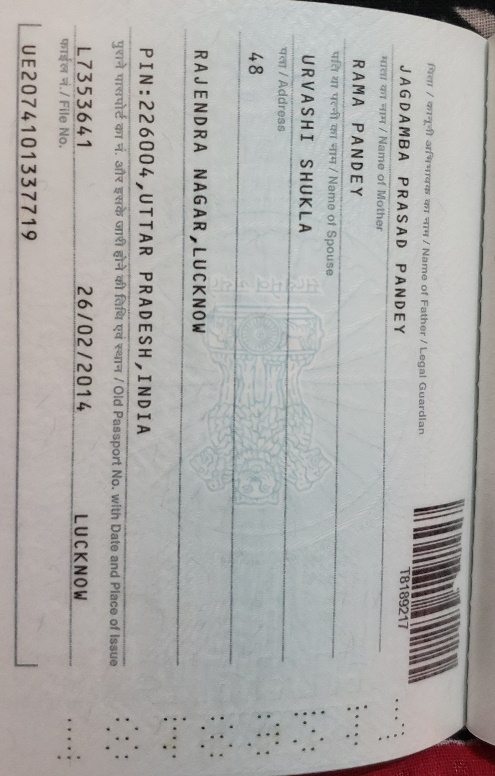 पिता / कानूनी अभिभावक का नाम / Name of Father / Legal Guardian
JAGDAMBA PRASAD PANDEY
माता का नाम / Name of Mother
RAMA PANDEY
पति या पत्नी का नाम / Name of Spouse
URVASHI SHUKLA
पता / Address
48
RAJENDRA NAGAR,LUCKNOW
PIN:226004,UTTAR PRADESH,INDIA
पुराने पासपोर्ट का नं. और इसके जारी होने की तिथि एवं स्थान / Old Passport No. with Date and Place of Issue
L7353641 26/02/2014 LUCKNOW
फाईल नं. / File No.
UE2074101337719
T8189217